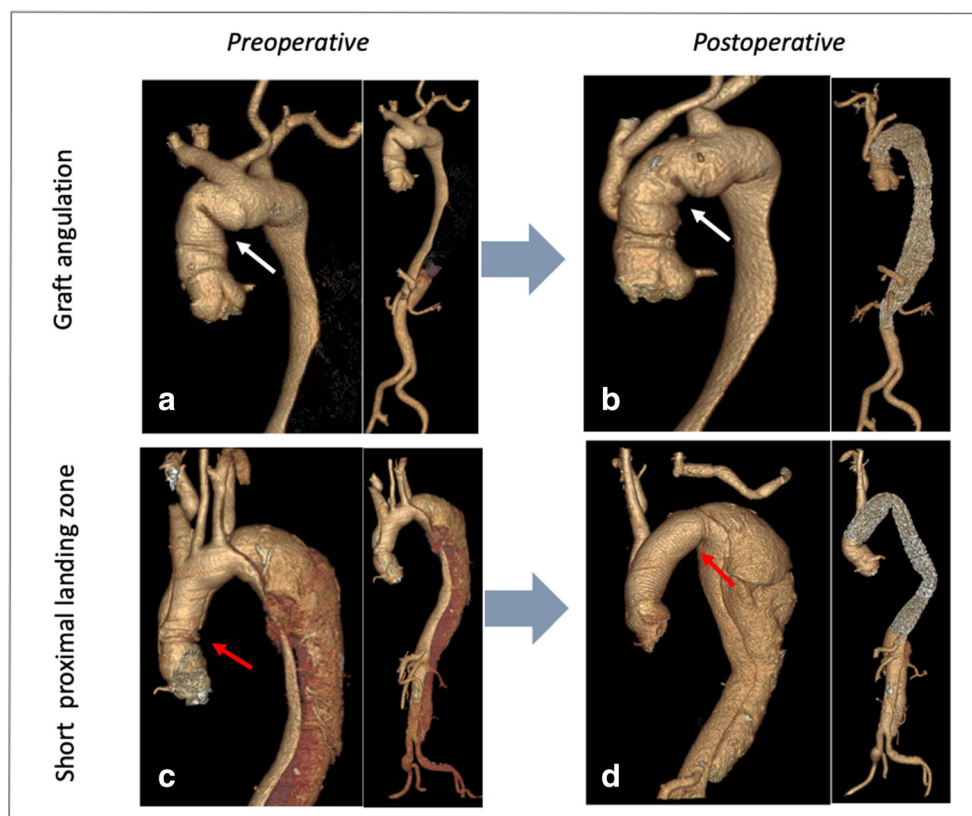 Preoperative
Postoperative
Graft angulation
a
b
Short proximal landing zone
c
d